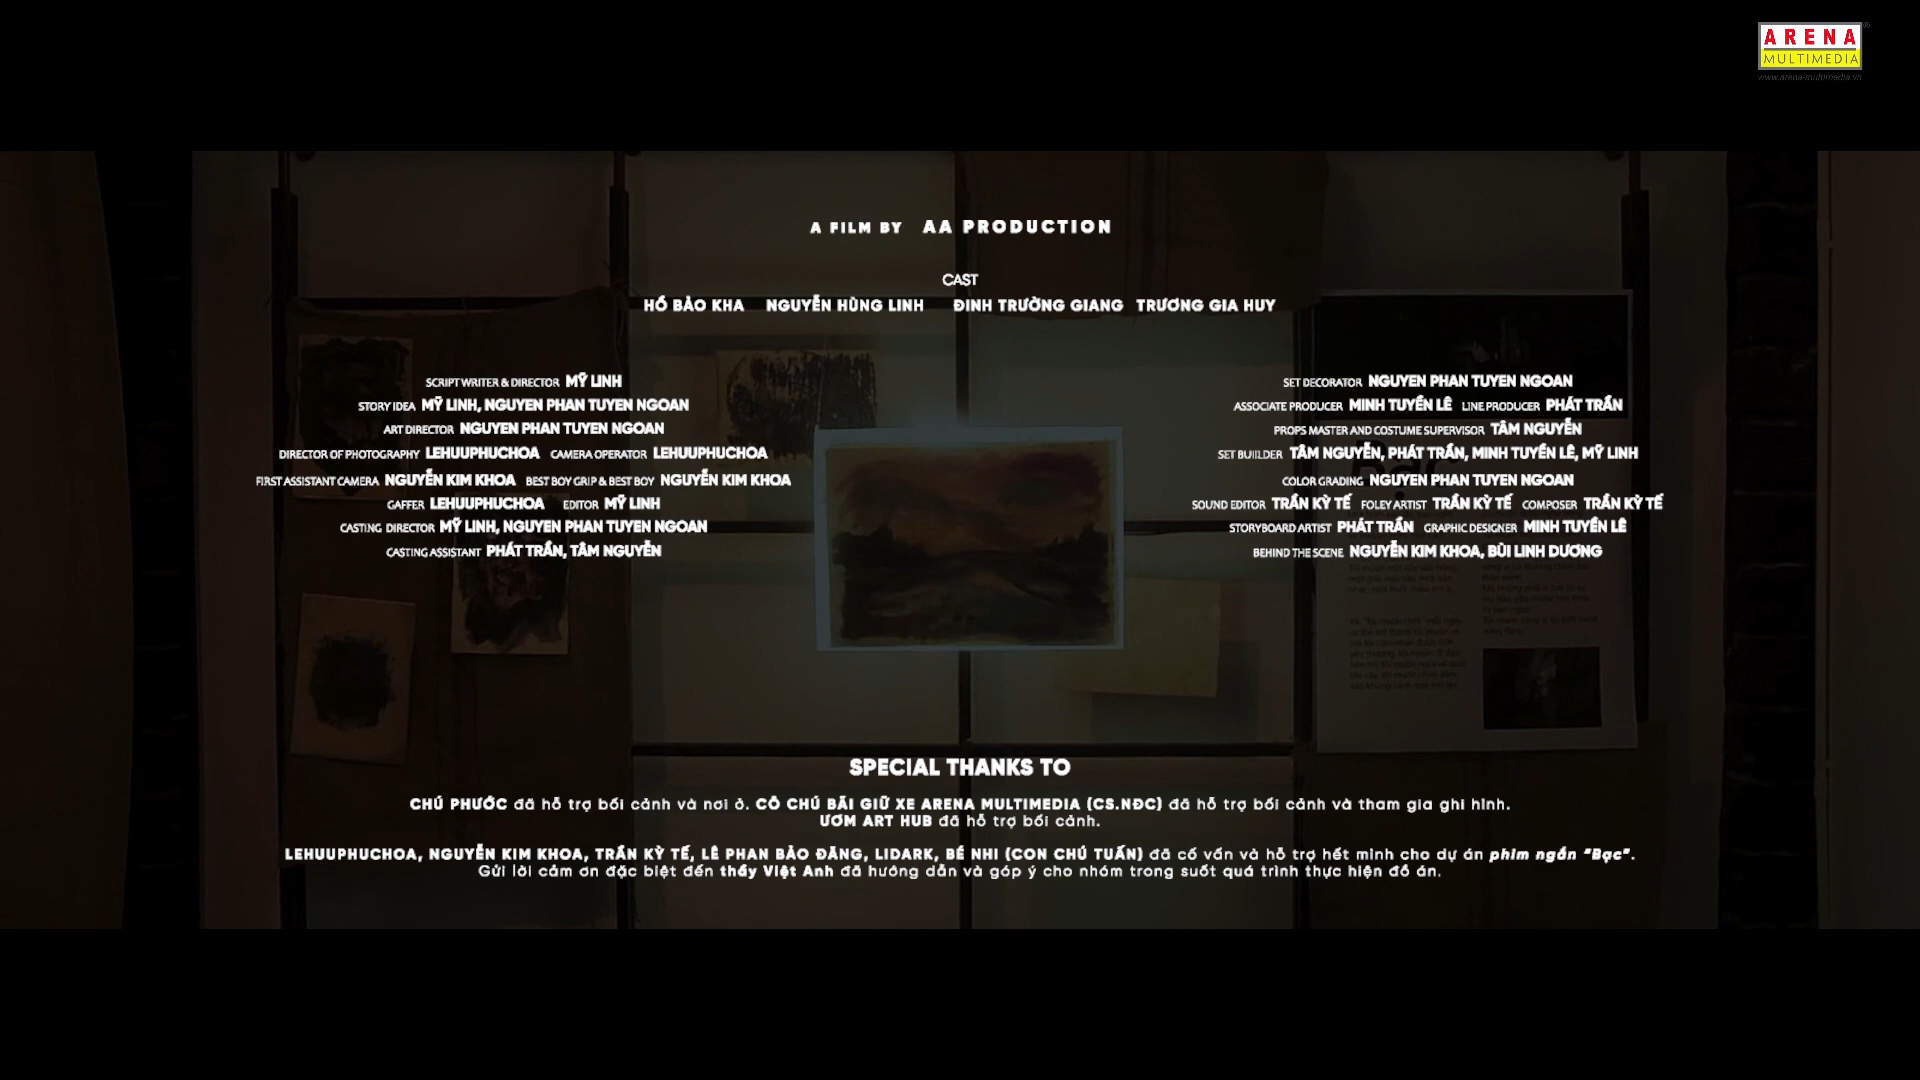 ARENA
MULTIMEDIA
www.arena-multimedia.vn
A FILM BY AA PRODUCTION
CAST
HỒ BẢO KHA NGUYỄN HÙNG LINH ĐINH TRƯỜNG GIANG TRƯƠNG GIA HUY
SCRIPT WRITER & DIRECTOR MỸ LINH
STORY IDEA MỸ LINH, NGUYEN PHAN TUYEN NGOAN
ART DIRECTOR NGUYEN PHAN TUYEN NGOAN
DIRECTOR OF PHOTOGRAPHY LEHUUPHUCHOA CAMERA OPERATOR LEHUUPHUCHOA
FIRST ASSISTANT CAMERA NGUYỄN KIM KHOA BEST BOY GRIP & BEST BOY NGUYỄN KIM KHOA
GAFFER LEHUUPHUCHOA EDITOR MỸ LINH
CASTING DIRECTOR MỸ LINH, NGUYEN PHAN TUYEN NGOAN
CASTING ASSISTANT PHÁT TRẦN, TÂM NGUYỄN
SET DECORATOR NGUYEN PHAN TUYEN NGOAN
ASSOCIATE PRODUCER MINH TUYỀN LÊ LINE PRODUCER PHÁT TRẦN
PROPS MASTER AND COSTUME SUPERVISOR TÂM NGUYỄN
SET BUIILDER TÂM NGUYỄN, PHÁT TRẦN, MINH TUYỀN LÊ, MỸ LINH
COLOR GRADING NGUYEN PHAN TUYEN NGOAN
SOUND EDITOR TRẦN KỲ TẾ FOLEY ARTIST TRẦN KỲ TẾ COMPOSER TRẦN KỲ TẾ
STORYBOARD ARTIST PHÁT TRẦN GRAPHIC DESIGNER MINH TUYỀN LÊ
BEHIND THE SCENE NGUYỄN KIM KHOA, BÙI LINH DƯƠNG
SPECIAL THANKS TO
CHÚ PHƯỚC đã hỗ trợ bối cảnh và nơi ở. CÔ CHÚ BÃI GIỮ XE ARENA MULTIMEDIA (CS.NĐC) đã hỗ trợ bối cảnh và tham gia ghi hình.
ƯƠM ART HUB đã hỗ trợ bối cảnh.
LEHUUPHUCHOA, NGUYỄN KIM KHOA, TRẦN KỲ TẾ, LÊ PHAN BẢO ĐĂNG, LIDARK, BÉ NHI (CON CHÚ TUẤN) đã cố vấn và hỗ trợ hết mình cho dự án phim ngắn "Bạc".
Gửi lời cảm ơn đặc biệt đến thầy Việt Anh đã hướng dẫn và góp ý cho nhóm trong suốt quá trình thực hiện đồ án.